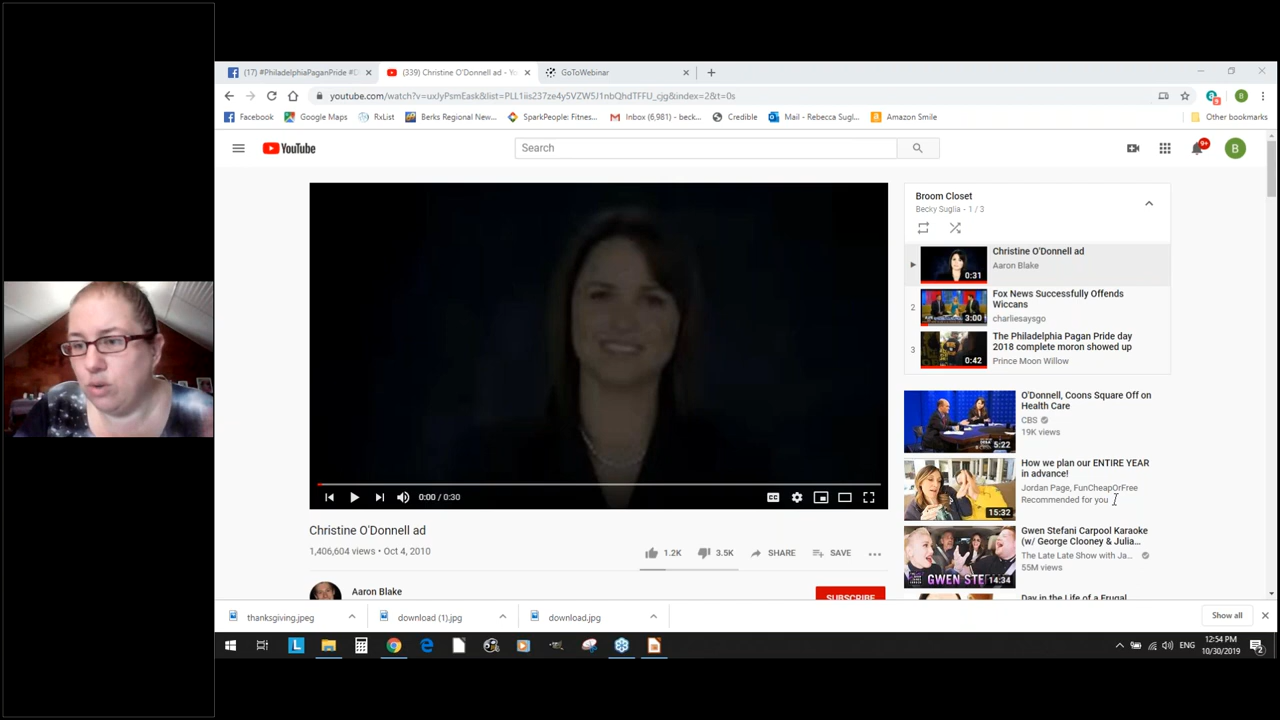 (17) #PhiladelphiaPaganPride #D
(339) Christine O'Donnell ad - Yo
GoToWebinar
youtube.com/watch?v=uxJyPsmEask&list=PLL1iis237ze4y5VZW5J1nbQhdTFFU_cjg&index=2&t=0s
Facebook
Google Maps
RxList
Berks Regional New...
SparkPeople: Fitnes...
Inbox (6,981) - beck...
Credible
Mail - Rebecca Sugl...
Amazon Smile
Other bookmarks
YouTube
Search
9+
B
Broom Closet
Becky Suglia - 1 / 3
Christine O'Donnell ad
Aaron Blake
0:31
2
Fox News Successfully Offends
Wiccans
charliesaysgo
3:00
3
The Philadelphia Pagan Pride day
2018 complete moron showed up
Prince Moon Willow
0:42
O'Donnell, Coons Square Off on
Health Care
CBS
19K views
5:22
How we plan our ENTIRE YEAR
in advance!
Jordan Page, FunCheapOrFree
Recommended for you
15:32
Gwen Stefani Carpool Karaoke
(w/ George Clooney & Julia...
The Late Late Show with Ja...
55M views
GWEN STE
14:34
Day in the Life of a Frugal
0:00 / 0:30
CC
Christine O'Donnell ad
1,406,604 views • Oct 4, 2010
1.2K
3.5K
SHARE
SAVE
Aaron Blake
SUBSCRIBE
thanksgiving.jpeg
download (1).jpg
download.jpg
Show all
L
ENG
12:54 PM
10/30/2019
2